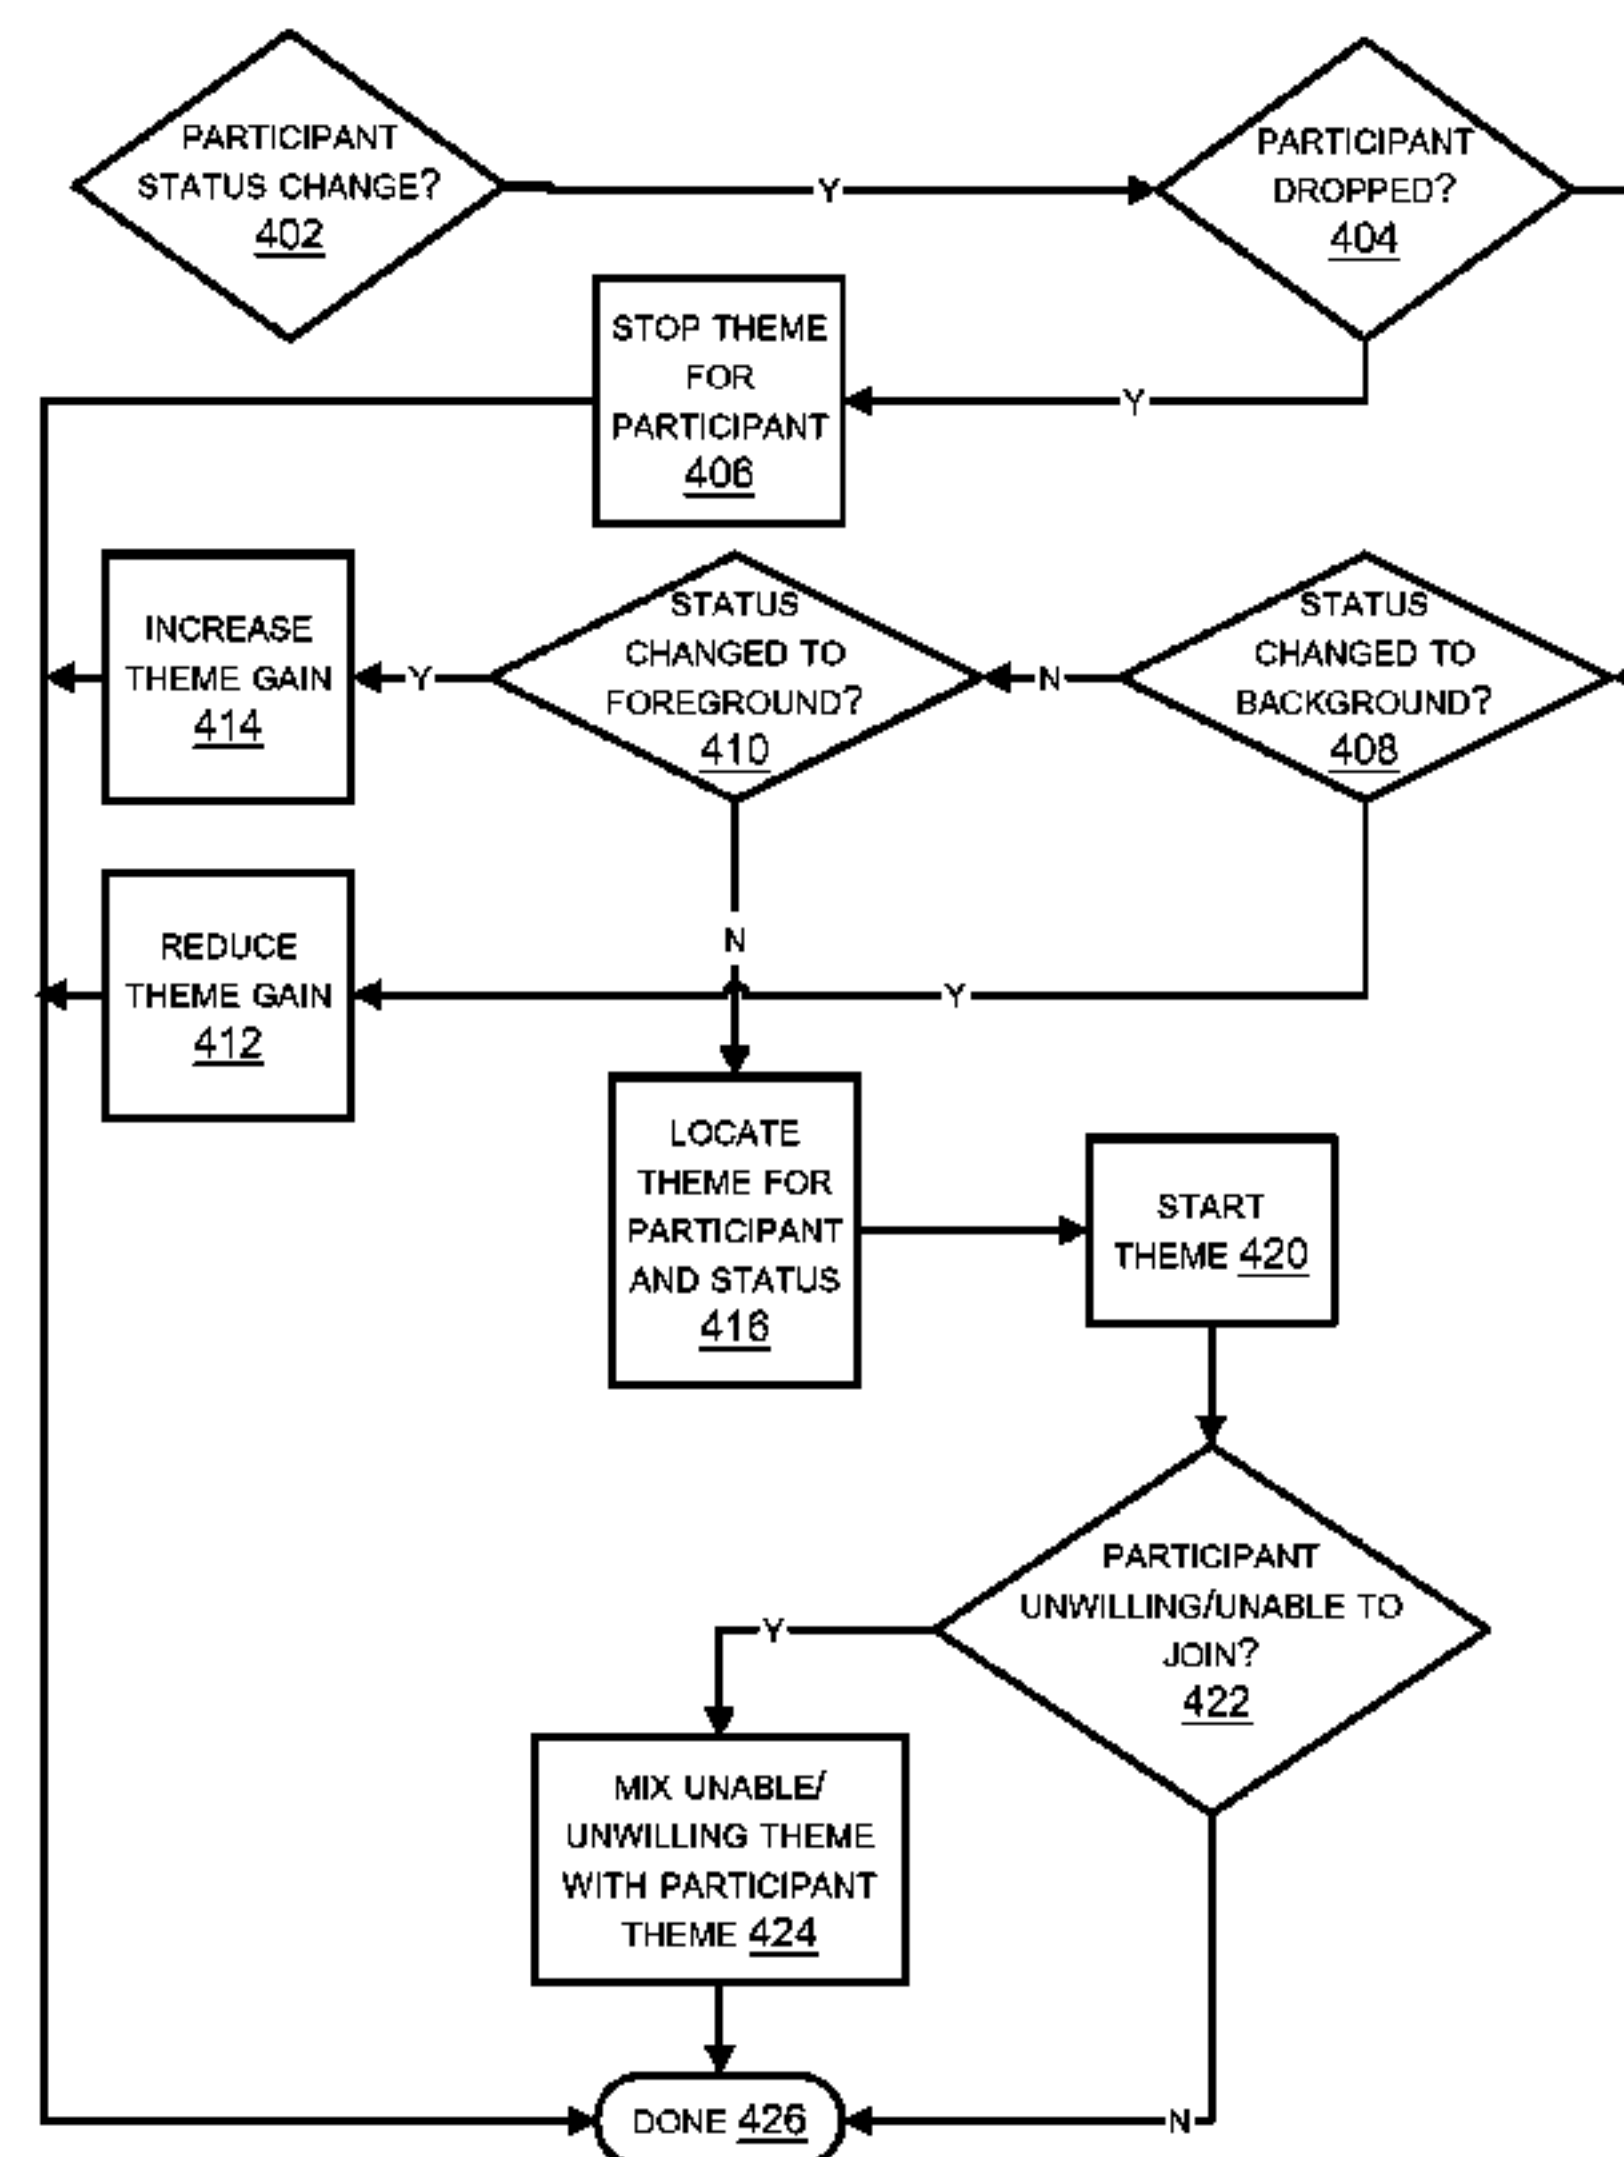 PARTICIPANT
STATUS CHANGE?
402
Y
PARTICIPANT
DROPPED?
404
STOP THEME
FOR
PARTICIPANT
406
Y
INCREASE
THEME GAIN
414
Y
STATUS
CHANGED TO
FOREGROUND?
410
N
STATUS
CHANGED TO
BACKGROUND?
408
N
REDUCE
THEME GAIN
412
Y
LOCATE
THEME FOR
PARTICIPANT
AND STATUS
416
START
THEME 420
PARTICIPANT
UNWILLING/UNABLE TO
JOIN?
422
Y
MIX UNABLE/
UNWILLING THEME
WITH PARTICIPANT
THEME 424
DONE 426
N